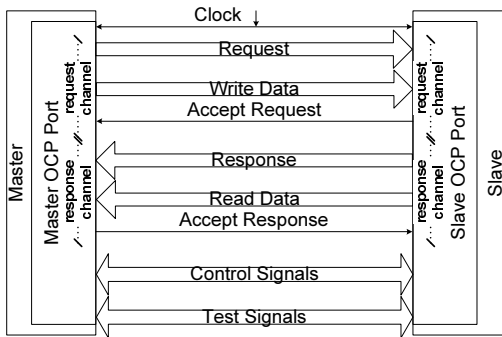 Clock
Request
Write Data
Accept Request
Response
Read Data
Accept Response
Control Signals
Test Signals
Master
Master OCP Port
request
channel
response
channel
request
channel
response
channel
Slave OCP Port
Slave